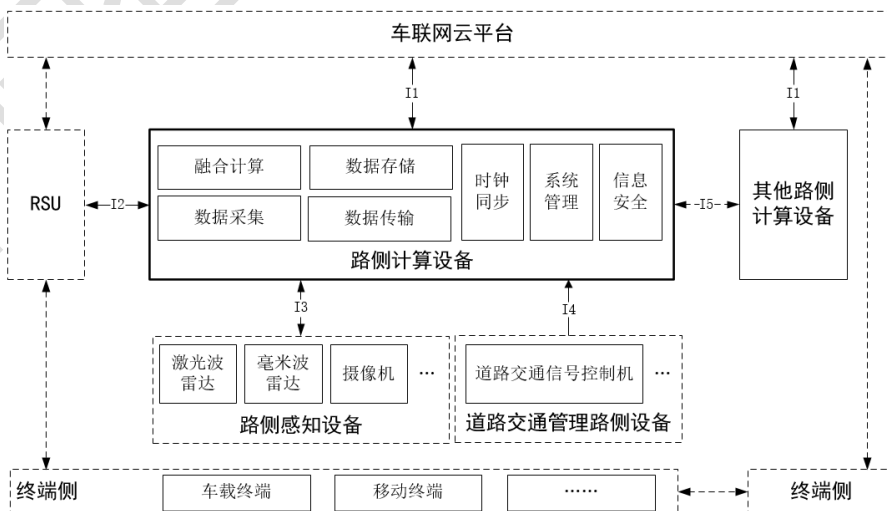 车联网云平台
I1
I1
融合计算
数据存储
时钟
同步
系统
管理
信息
安全
数据采集
数据传输
路侧计算设备
RSU
I2
I5
其他路侧
计算设备
I3
I4
激光波
雷达
毫米波
雷达
摄像机
…
路侧感知设备
道路交通信号控制机
…
道路交通管理路侧设备
终端侧
车载终端
移动终端
……
终端侧